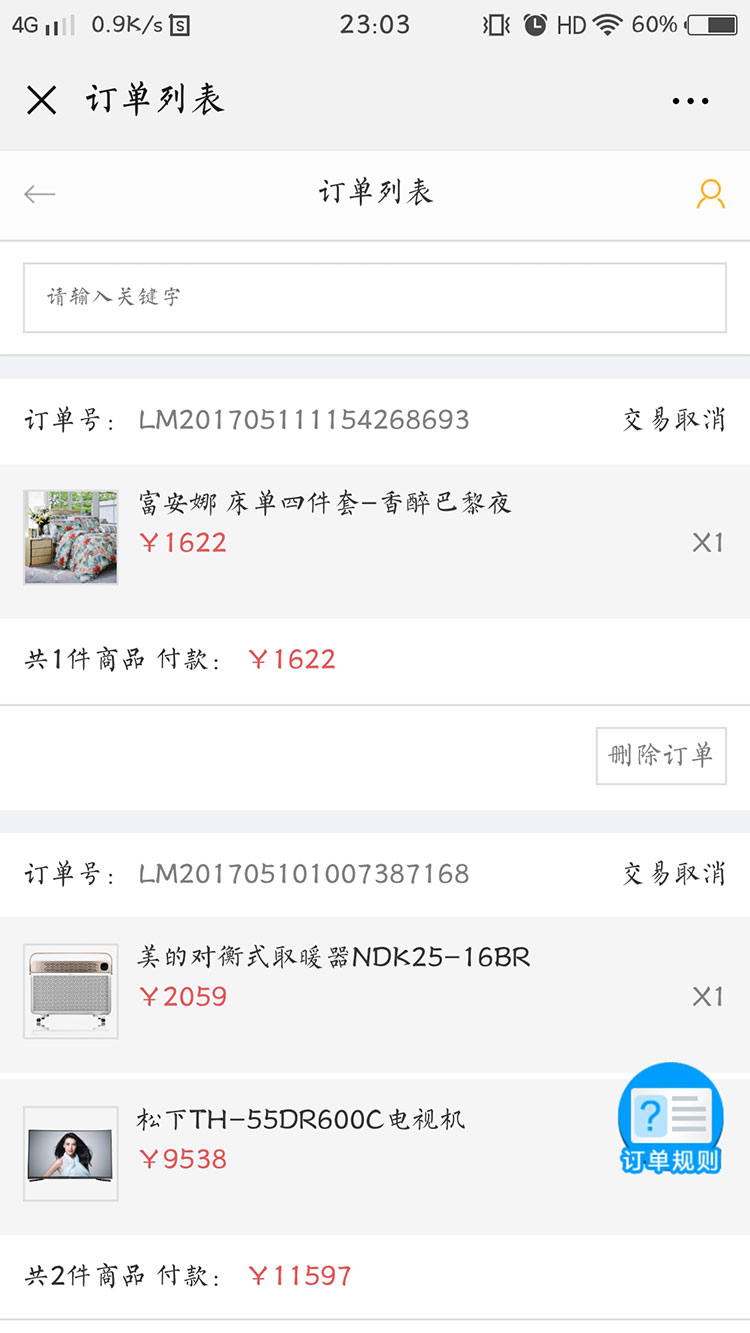 4G 0.9K/s 23:03 HD 60%
订单列表
订单列表
请输入关键字
订单号： LM201705111154268693 交易取消
富安娜 床单四件套-香醉巴黎夜
￥1622 X1
共1件商品 付款： ￥1622
删除订单
订单号： LM201705101007387168 交易取消
美的对衡式取暖器NDK25-16BR
￥2059 X1
松下TH-55DR600C电视机
￥9538
订单规则
共2件商品 付款： ￥11597